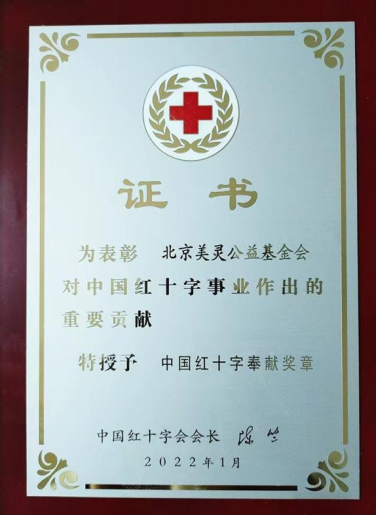 证书
为表彰 北京美灵公益基金会
对中国红十字事业作出的
重要贡献
特授予 中国红十字奉献奖章
中国红十字会会长 陈竺
2022年1月